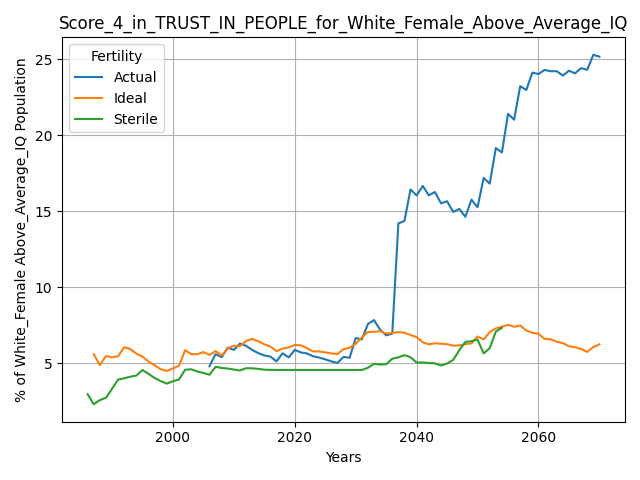 Score_4_in_TRUST_IN_PEOPLE_for_White_Female_Above_Average_IQ
% of White_Female Above_Average_IQ Population
Fertility
Actual
Ideal
Sterile
25
20
15
10
5
2000
2020
2040
2060
Years